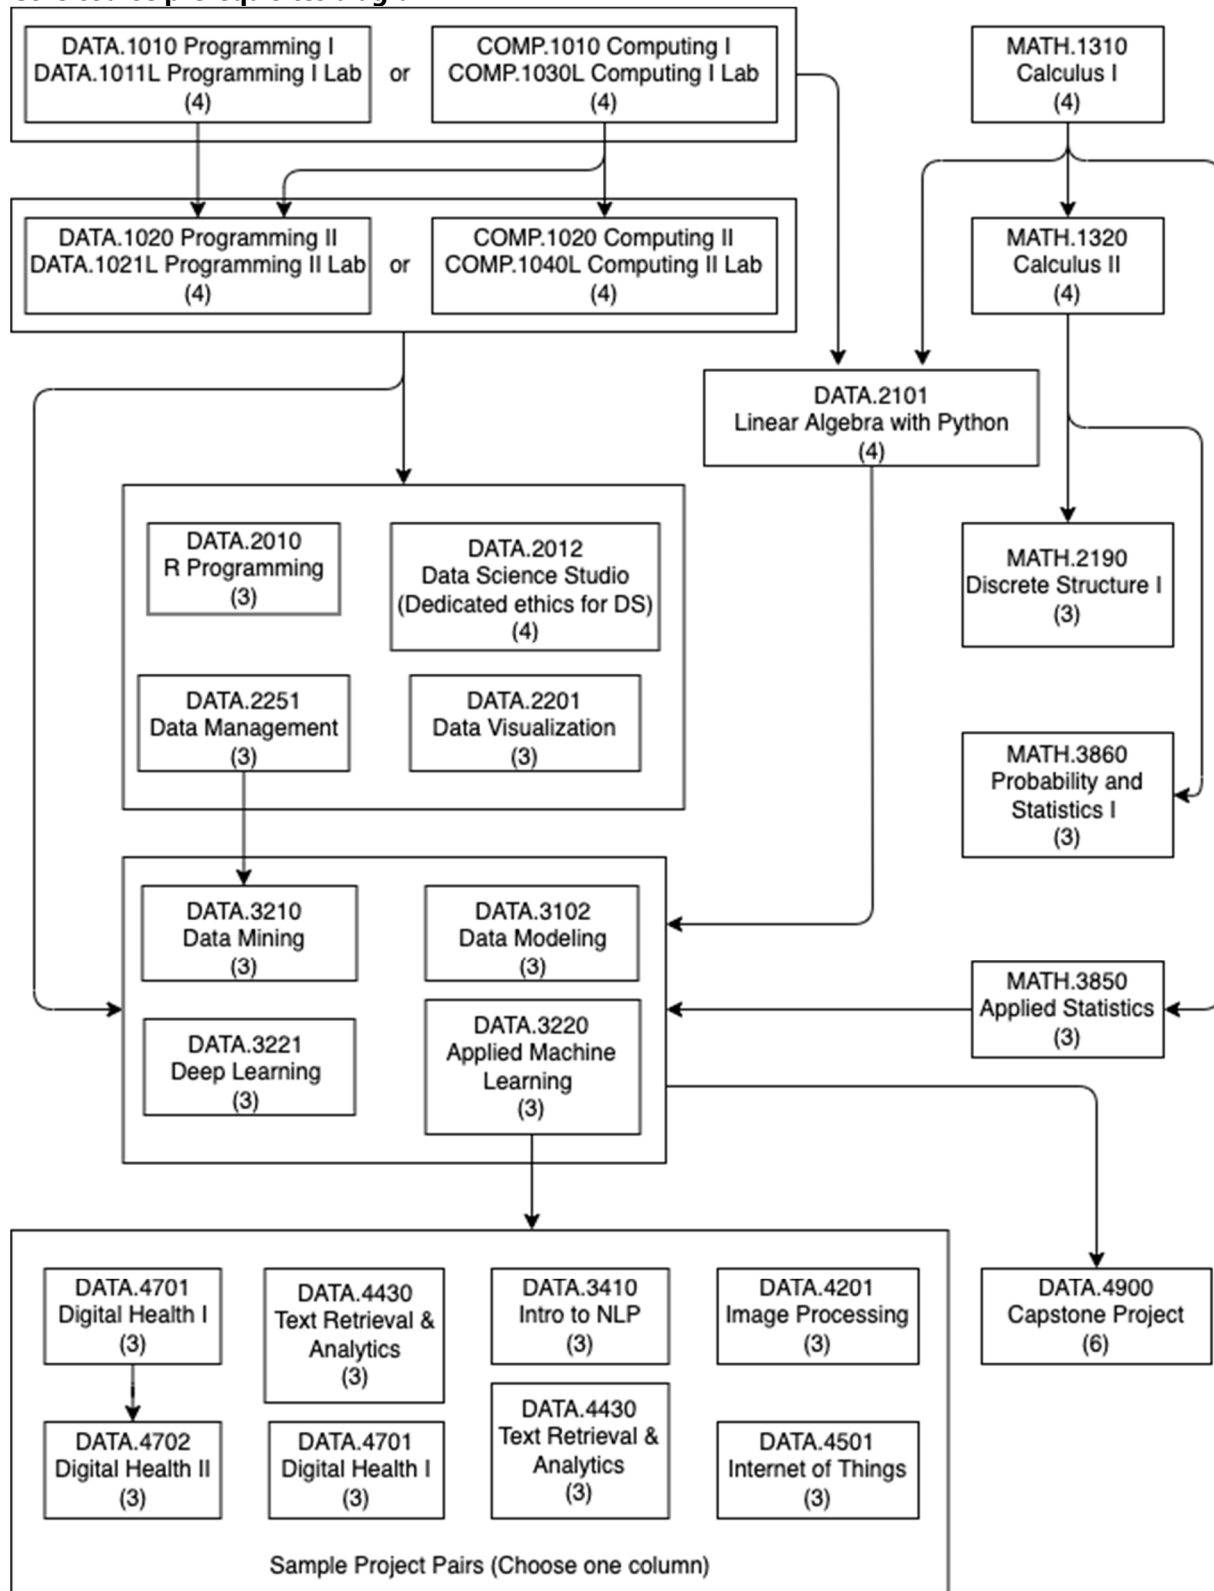 DATA.1010 Programming I
DATA.1011L Programming I Lab
(4)
or
COMP.1010 Computing I
COMP.1030L Computing I Lab
(4)
MATH.1310
Calculus I
(4)
DATA.1020 Programming II
DATA.1021L Programming II Lab
(4)
or
COMP.1020 Computing II
COMP.1040L Computing II Lab
(4)
MATH.1320
Calculus II
(4)
DATA.2101
Linear Algebra with Python
(4)
DATA.2010
R Programming
(3)
DATA.2012
Data Science Studio
(Dedicated ethics for DS)
(4)
MATH.2190
Discrete Structure I
(3)
DATA.2251
Data Management
(3)
DATA.2201
Data Visualization
(3)
MATH.3860
Probability and
Statistics I
(3)
DATA.3210
Data Mining
(3)
DATA.3102
Data Modeling
(3)
MATH.3850
Applied Statistics
(3)
DATA.3221
Deep Learning
(3)
DATA.3220
Applied Machine
Learning
(3)
DATA.4701
Digital Health I
(3)
DATA.4430
Text Retrieval &
Analytics
(3)
DATA.3410
Intro to NLP
(3)
DATA.4201
Image Processing
(3)
DATA.4900
Capstone Project
(6)
DATA.4702
Digital Health II
(3)
DATA.4701
Digital Health I
(3)
DATA.4430
Text Retrieval &
Analytics
(3)
DATA.4501
Internet of Things
(3)
Sample Project Pairs (Choose one column)